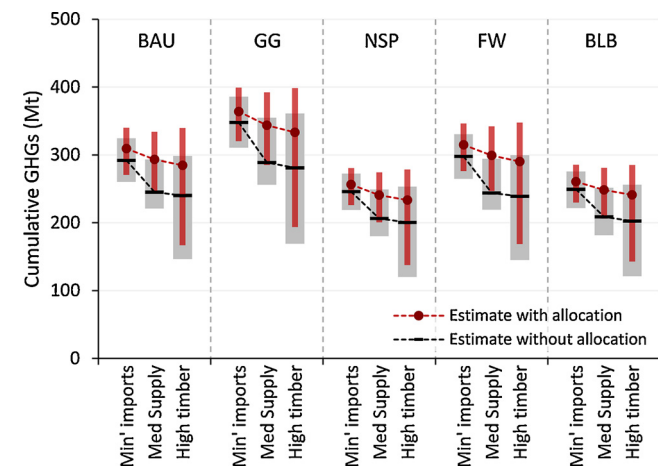 500
BAU GG NSP FW BLB
400
300
200
100
0
Cumulative GHGs (Mt)
Estimate with allocation
Estimate without allocation
Min' imports
Med Supply
High timber
Min' imports
Med Supply
High timber
Min' imports
Med Supply
High timber
Min' imports
Med Supply
High timber
Min' imports
Med Supply
High timber